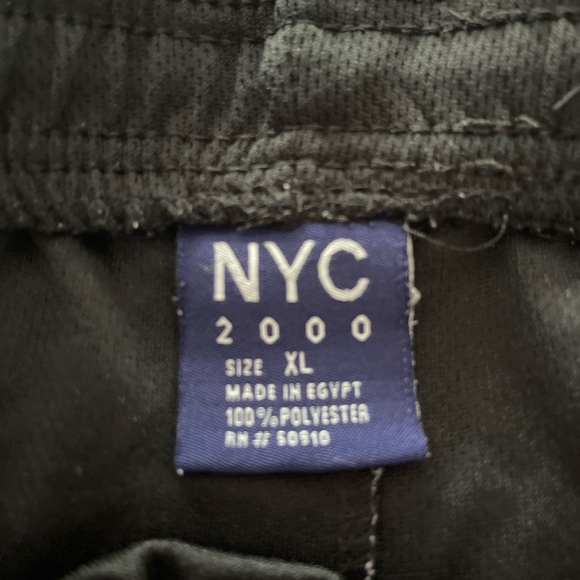 NYC
2000
SIZE XL
MADE IN EGYPT
100% POLYESTER
RN # 50910